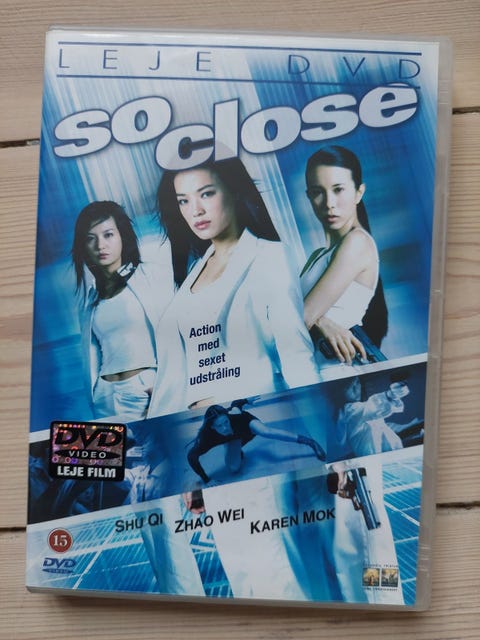 LEJE DVD
so close
Action
med
sexet
udstråling
DVD
VIDEO
LEJE FILM
SHU QI ZHAO WEI KAREN MOK
15
DVD
VIDEO